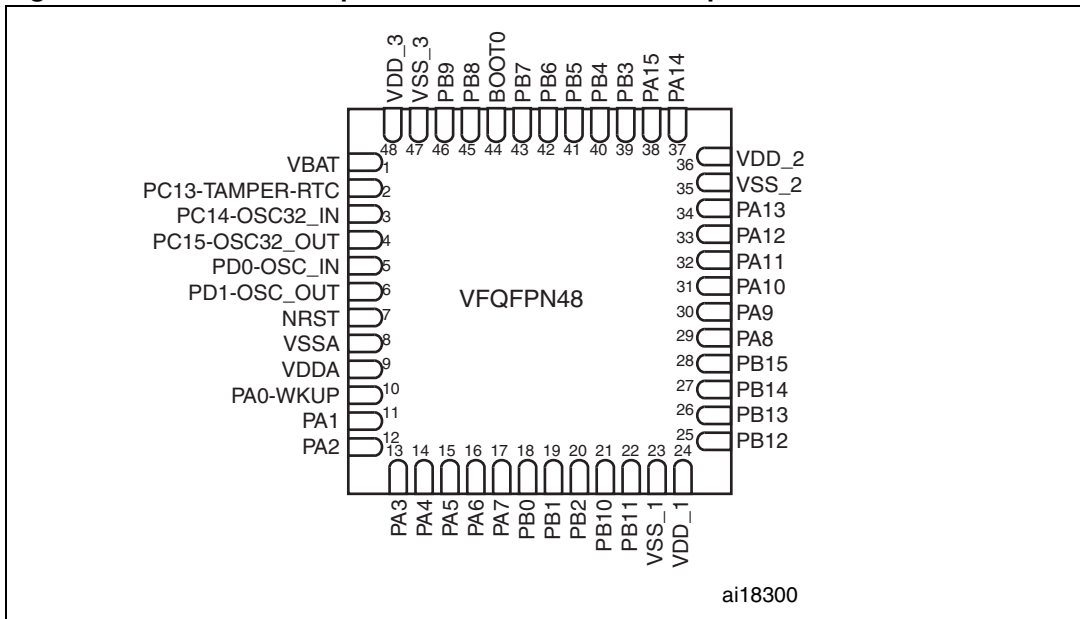 VDD_3
VSS_3
PB9
PB8
BOOT0
PB7
PB6
PB5
PB4
PB3
PA15
PA14
48 47 46 45 44 43 42 41 40 39 38 37
VBAT 1
PC13-TAMPER-RTC 2
PC14-OSC32_IN 3
PC15-OSC32_OUT 4
PD0-OSC_IN 5
PD1-OSC_OUT 6
NRST 7
VSSA 8
VDDA 9
PA0-WKUP 10
PA1 11
PA2 12
VFQFPN48
36 VDD_2
35 VSS_2
34 PA13
33 PA12
32 PA11
31 PA10
30 PA9
29 PA8
28 PB15
27 PB14
26 PB13
25 PB12
13 14 15 16 17 18 19 20 21 22 23 24
PA3
PA4
PA5
PA6
PA7
PB0
PB1
PB2
PB10
PB11
VSS_1
VDD_1
ai18300